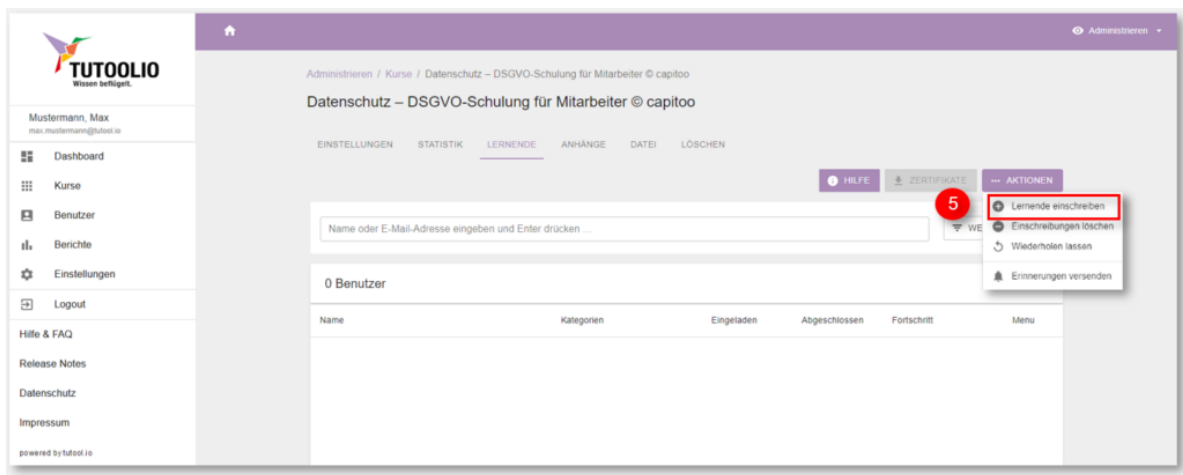 Administrieren
TUTOOLIO
Wissen beflügelt.
Mustermann, Max
max.mustermann@tutool.io
Dashboard
Kurse
Benutzer
Berichte
Einstellungen
Logout
Hilfe & FAQ
Release Notes
Datenschutz
Impressum
powered by tutool.io
Administrieren / Kurse / Datenschutz – DSGVO-Schulung für Mitarbeiter © capitoo
Datenschutz – DSGVO-Schulung für Mitarbeiter © capitoo
EINSTELLUNGEN STATISTIK LERNENDE ANHÄNGE DATEI LÖSCHEN
HILFE ZERTIFIKATE ... AKTIONEN
5
Lernende einschreiben
Einschreibungen löschen
Wiederholen lassen
Erinnerungen versenden
Name oder E-Mail-Adresse eingeben und Enter drücken ...
0 Benutzer
Name Kategorien Eingeladen Abgeschlossen Fortschritt Menu